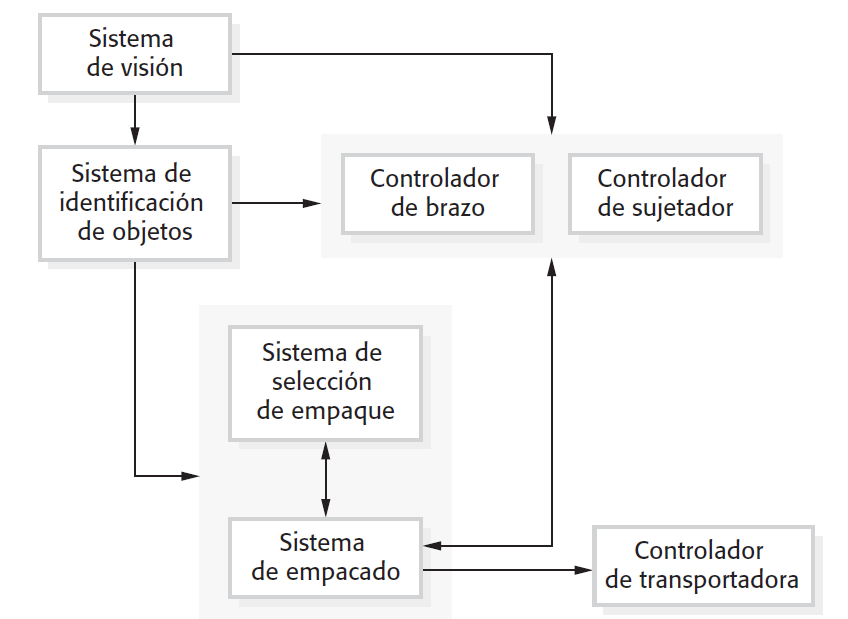 Sistema
de visión
Sistema de
identificación
de objetos
Controlador
de brazo
Controlador
de sujetador
Sistema de
selección
de empaque
Sistema
de empacado
Controlador
de transportadora